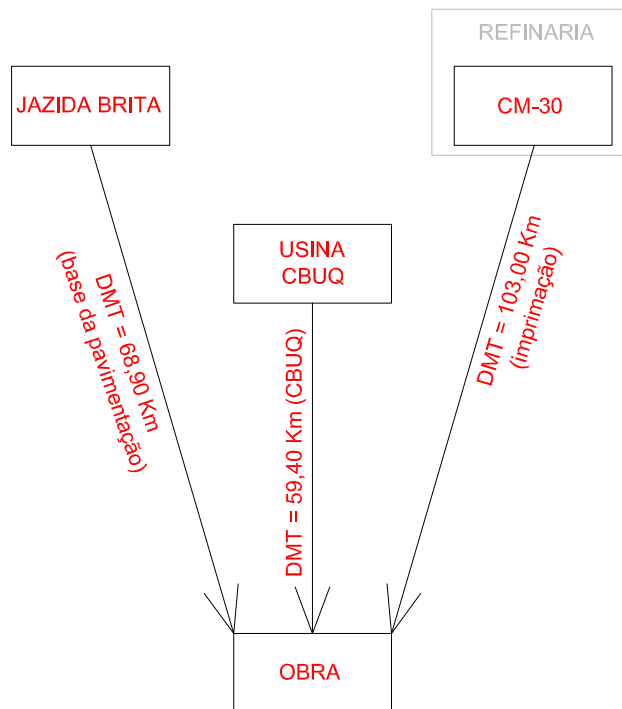 REFINARIA
JAZIDA BRITA
CM-30
USINA
CBUQ
DMT = 68,90 Km
(base da pavimentação)
DMT = 59,40 Km (CBUQ)
DMT = 103,00 Km
(imprimação)
OBRA